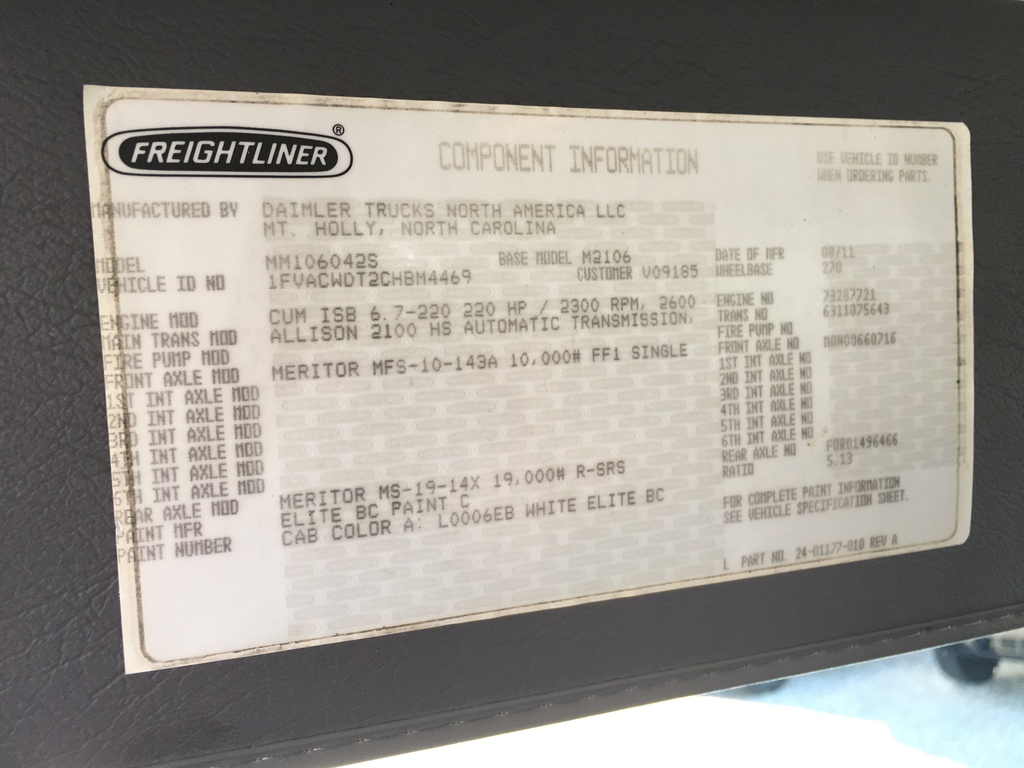 FREIGHTLINER®
COMPONENT INFORMATION
USE VEHICLE ID NUMBER
WHEN ORDERING PARTS.
MANUFACTURED BY DAIMLER TRUCKS NORTH AMERICA LLC
MT. HOLLY, NORTH CAROLINA
MODEL MM106042S BASE MODEL M2106 DATE OF MFR 08/11
VEHICLE ID NO 1FVACWDT2CHBM4469 CUSTOMER V09185 WHEELBASE 270
ENGINE MOD CUM ISB 6.7-220 220 HP / 2300 RPM, 2600 ENGINE NO 73287721
MAIN TRANS MOD ALLISON 2100 HS AUTOMATIC TRANSMISSION, TRANS NO 6311075643
FIRE PUMP MOD FIRE PUMP NO
FRONT AXLE MOD MERITOR MFS-10-143A 10,000# FF1 SINGLE FRONT AXLE NO
1ST INT AXLE MOD 1ST INT AXLE NO
2ND INT AXLE MOD 2ND INT AXLE NO
3RD INT AXLE MOD 3RD INT AXLE NO
4TH INT AXLE MOD 4TH INT AXLE NO
5TH INT AXLE MOD 5TH INT AXLE NO
6TH INT AXLE MOD 6TH INT AXLE NO
REAR AXLE MOD MERITOR MS-19-14X 19,000# R-SRS REAR AXLE NO
RATIO 5.13
PAINT MFR ELITE BC PAINT C
PAINT NUMBER CAB COLOR A: L0006EB WHITE ELITE BC
FOR COMPLETE PAINT INFORMATION
SEE VEHICLE SPECIFICATION SHEET.
L PART NO. 24-01177-010 REV A